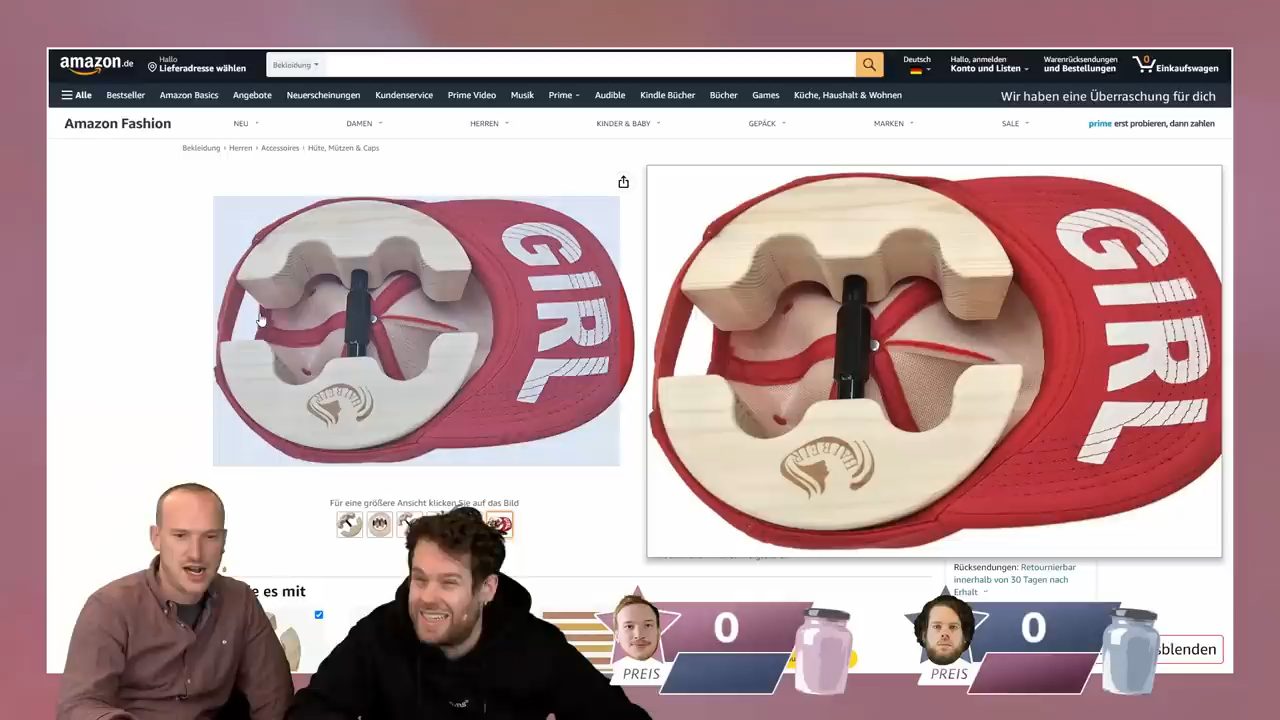 amazon.de
Hallo
Lieferadresse wählen
Bekleidung
Deutsch
Hallo, anmelden
Konto und Listen
Warenrücksendungen
und Bestellungen
0
Einkaufswagen
Alle
Bestseller
Amazon Basics
Angebote
Neuerscheinungen
Kundenservice
Prime Video
Musik
Prime
Audible
Kindle Bücher
Bücher
Games
Küche, Haushalt & Wohnen
Wir haben eine Überraschung für dich
Amazon Fashion
NEU
DAMEN
HERREN
KINDER & BABY
GEPÄCK
MARKEN
SALE
prime erst probieren, dann zahlen
Bekleidung › Herren › Accessoires › Hüte, Mützen & Caps
GIRL
HAIREIR
GIRL
HAIREIR
Für eine größere Ansicht klicken Sie auf das Bild
es mit
Rücksendungen: Retournierbar
innerhalb von 30 Tagen nach
Erhalt
0
PREIS
0
PREIS
sblenden